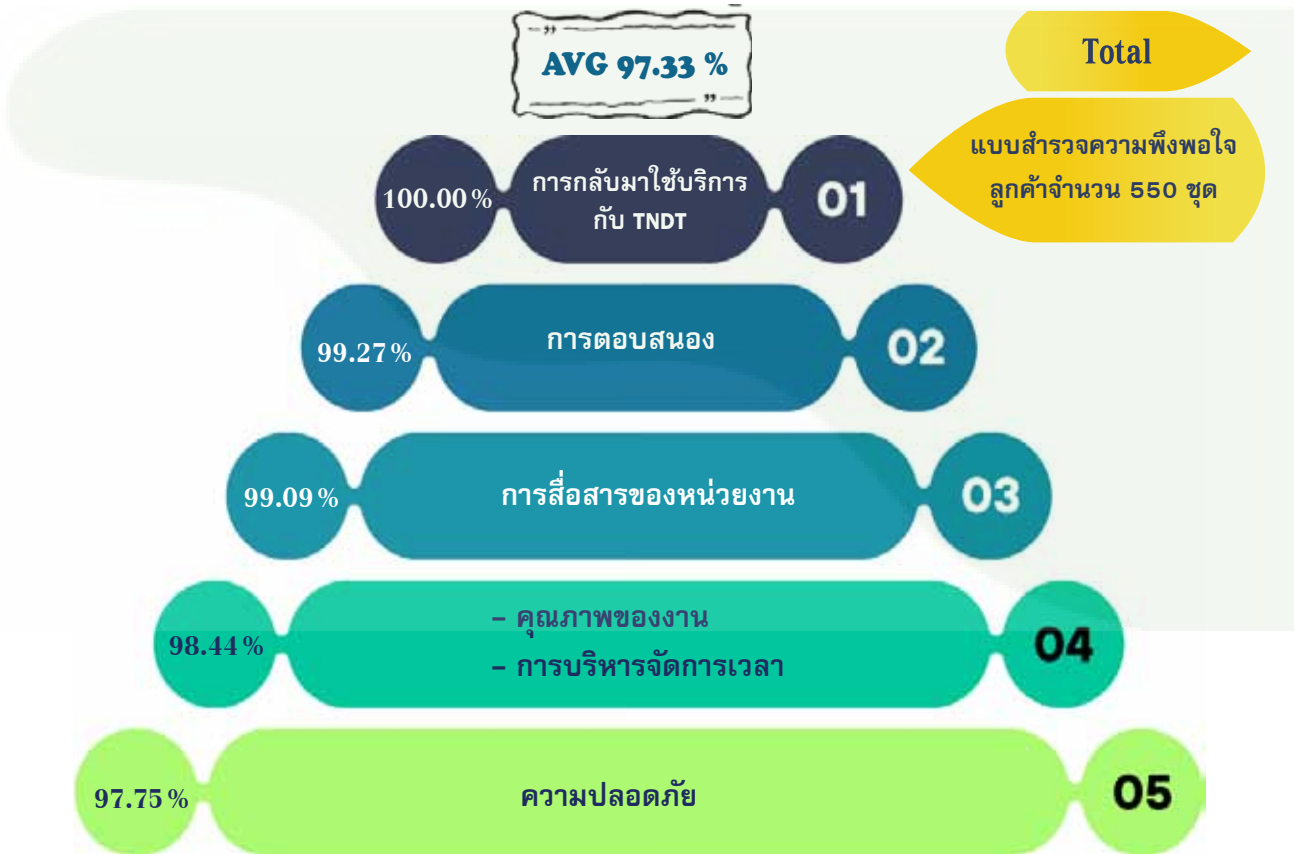 AVG 97.33 %
Total
แบบสำรวจความพึงพอใจ
ลูกค้าจำนวน 550 ชุด
100.00%
การกลับมาใช้บริการ
กับ TNDT
01
99.27%
การตอบสนอง
02
99.09%
การสื่อสารของหน่วยงาน
03
98.44%
– คุณภาพของงาน
– การบริหารจัดการเวลา
04
97.75%
ความปลอดภัย
05